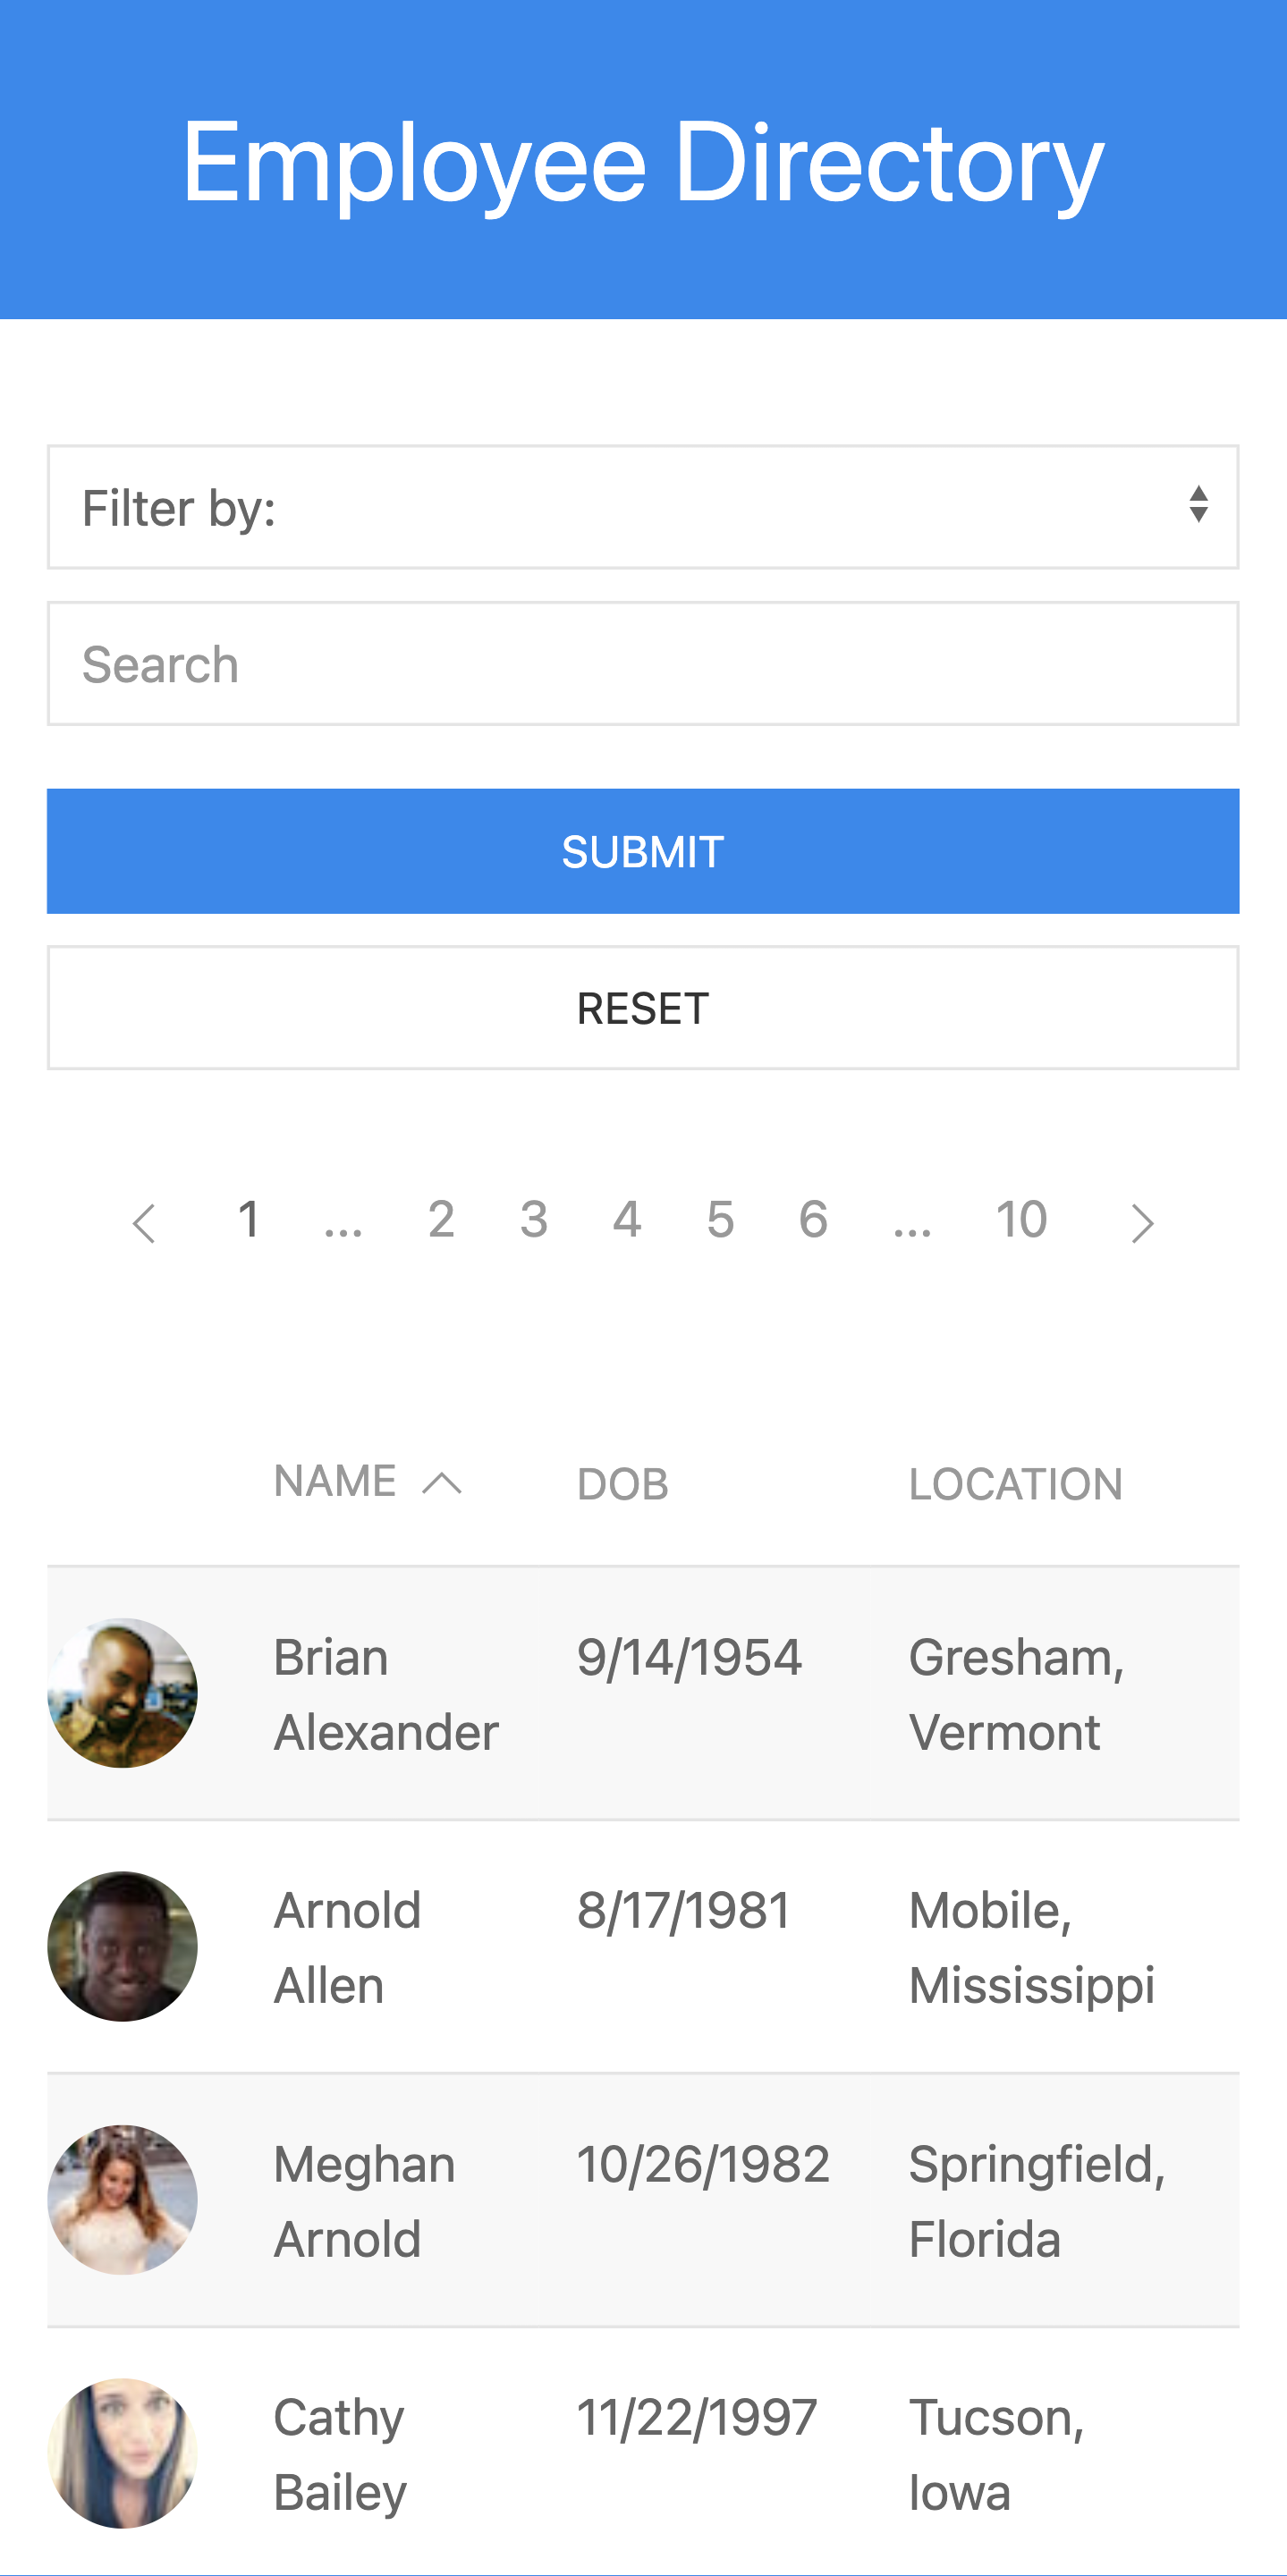 Employee Directory
Filter by:
Search
SUBMIT
RESET
1 ... 2 3 4 5 6 ... 10
NAME DOB LOCATION
Brian 9/14/1954 Gresham,
Alexander Vermont
Arnold 8/17/1981 Mobile,
Allen Mississippi
Meghan 10/26/1982 Springfield,
Arnold Florida
Cathy 11/22/1997 Tucson,
Bailey Iowa